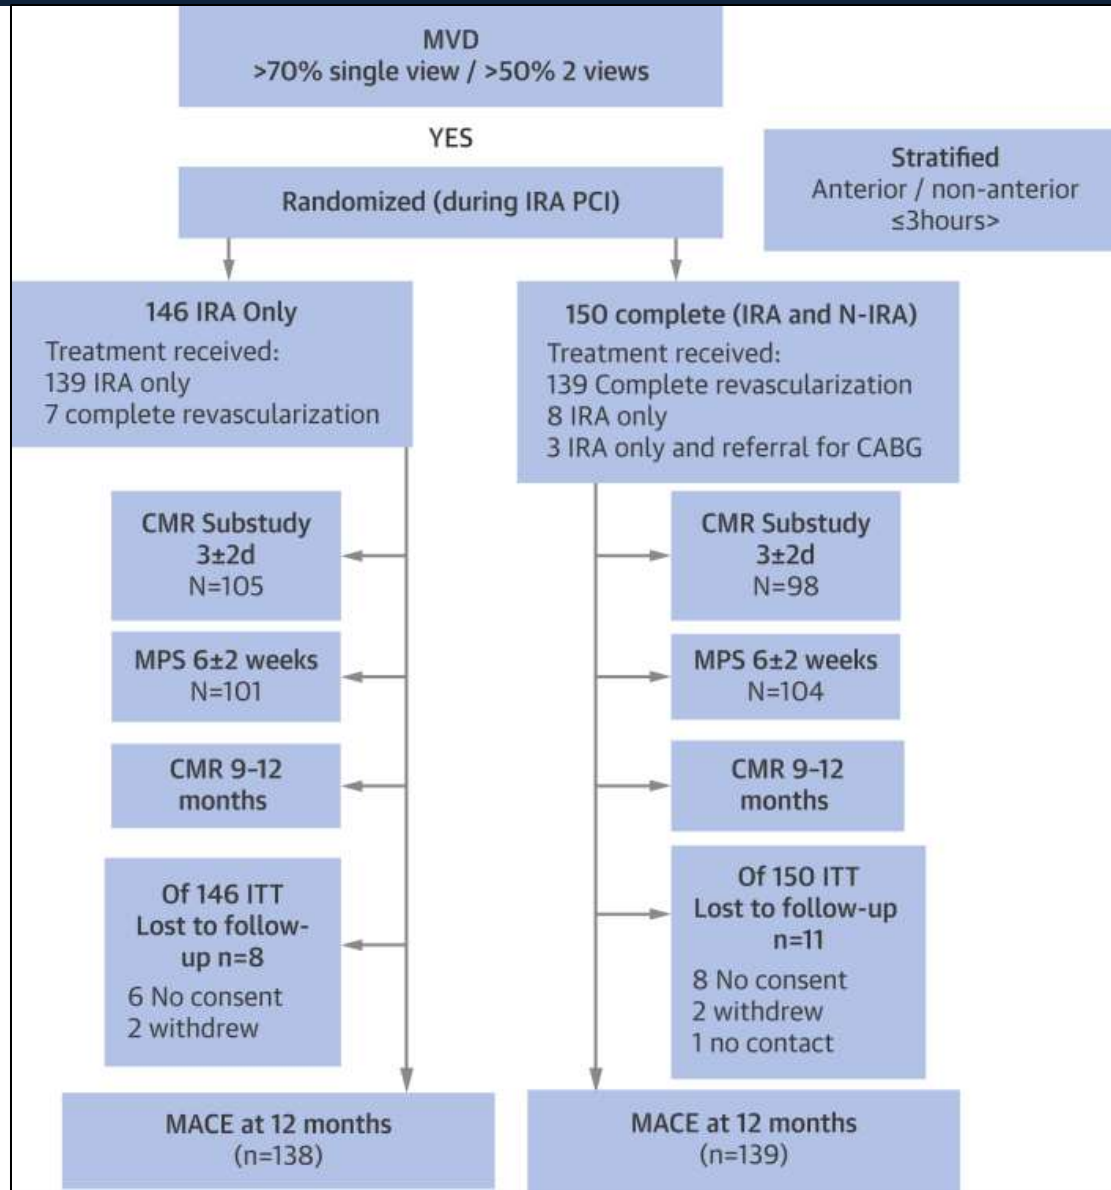 MVD
>70% single view / >50% 2 views
YES
Randomized (during IRA PCI)
Stratified
Anterior / non-anterior
≤3hours>
146 IRA Only
Treatment received:
139 IRA only
7 complete revascularization
150 complete (IRA and N-IRA)
Treatment received:
139 Complete revascularization
8 IRA only
3 IRA only and referral for CABG
CMR Substudy
3±2d
N=105
CMR Substudy
3±2d
N=98
MPS 6±2 weeks
N=101
MPS 6±2 weeks
N=104
CMR 9-12
months
CMR 9-12
months
Of 146 ITT
Lost to follow-
up n=8
6 No consent
2 withdrew
Of 150 ITT
Lost to follow-up
n=11
8 No consent
2 withdrew
1 no contact
MACE at 12 months
(n=138)
MACE at 12 months
(n=139)